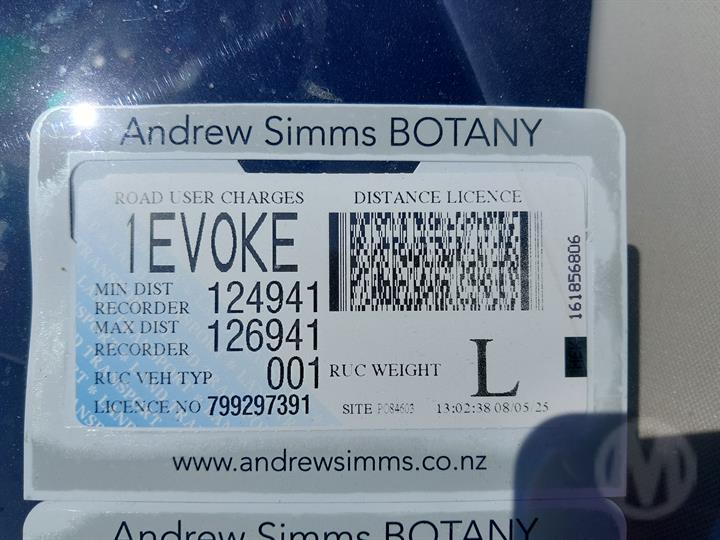 Andrew Simms BOTANY
ROAD USER CHARGES DISTANCE LICENCE
1EVOKE
MIN DIST RECORDER 124941
MAX DIST RECORDER 126941
RUC VEH TYP 001 RUC WEIGHT L
LICENCE NO 799297391 SITE PO84603 13:02:38 08/05/25
161856806
www.andrewsimms.co.nz
Andrew Simms BOTANY